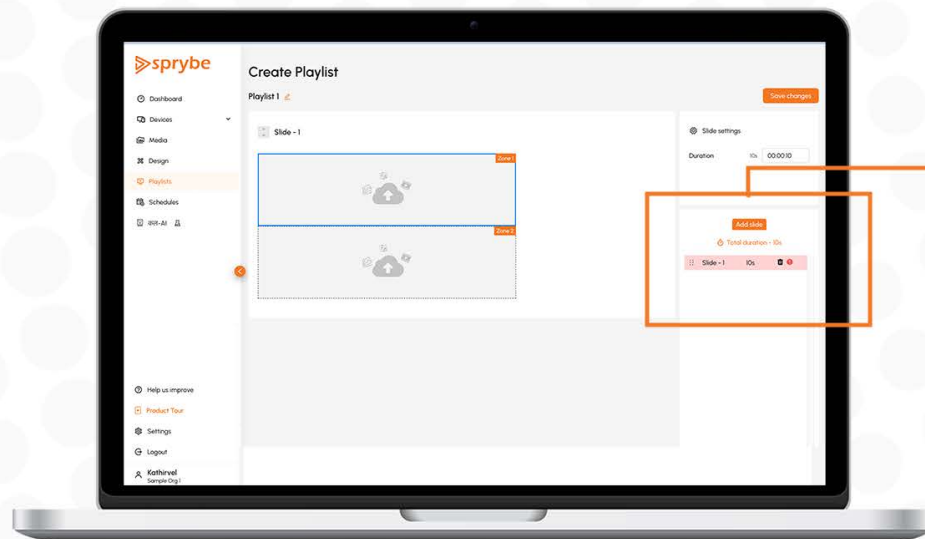 sprybe
Dashboard
Devices
Media
Design
Playlists
Schedules
Help us improve
Product Tour
Settings
Logout
Kathirvel
Sample Org 1
Create Playlist
Playlist 1
Save changes
Slide - 1
Zone 1
Zone 2
Slide settings
Duration 10s 00:00:10
Add slide
Total duration - 10s
Slide - 1 10s